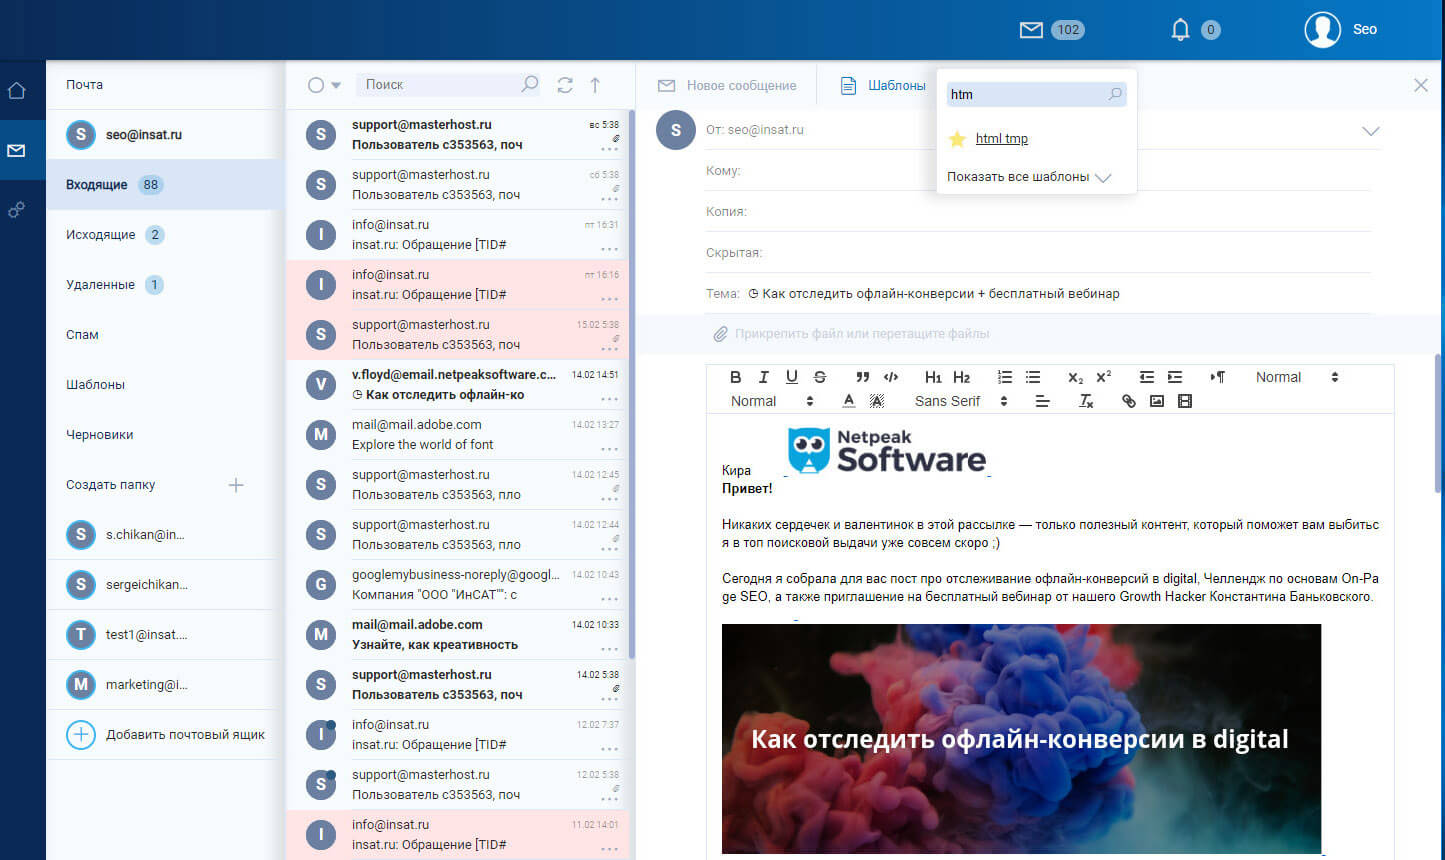 102
0
Seo
Почта
seo@insat.ru
Входящие 88
Исходящие 2
Удаленные 1
Спам
Шаблоны
Черновики
Создать папку
S s.chikan@in...
S sergeichikan...
T test1@insat....
M marketing@i...
Добавить почтовый ящик
Поиск
S support@masterhost.ru вс 5:38
Пользователь c353563, поч
S support@masterhost.ru сб 5:38
Пользователь c353563, поч
I info@insat.ru пт 16:31
insat.ru: Обращение [TID#
I info@insat.ru пт 16:16
insat.ru: Обращение [TID#
S support@masterhost.ru 15.02 5:38
Пользователь c353563, поч
V v.floyd@email.netpeaksoftware.c... 14.02 14:51
◷ Как отследить офлайн-ко
M mail@mail.adobe.com 14.02 13:27
Explore the world of font
S support@masterhost.ru 14.02 12:45
Пользователь c353563, пло
S support@masterhost.ru 14.02 12:44
Пользователь c353563, пло
G googlemybusiness-noreply@googl... 14.02 10:43
Компания "ООО "ИнСАТ"": с
M mail@mail.adobe.com 14.02 10:33
Узнайте, как креативность
S support@masterhost.ru 14.02 5:38
Пользователь c353563, поч
I info@insat.ru 12.02 7:37
insat.ru: Обращение [TID#
S support@masterhost.ru 12.02 5:38
Пользователь c353563, поч
I info@insat.ru 11.02 14:01
insat.ru: Обращение [TID#
Новое сообщение
Шаблоны
htm
html tmp
Показать все шаблоны
S От: seo@insat.ru
Кому:
Копия:
Скрытая:
Тема: ◷ Как отследить офлайн-конверсии + бесплатный вебинар
Прикрепить файл или перетащите файлы
B I U S H1 H2 X2 X2 Normal
Normal A A Sans Serif
Netpeak
Software
Кира
Привет!
Никаких сердечек и валентинок в этой рассылке — только полезный контент, который поможет вам выбитьс
я в топ поисковой выдачи уже совсем скоро ;)
Сегодня я собрала для вас пост про отслеживание офлайн-конверсий в digital, Челлендж по основам On-Pa
ge SEO, а также приглашение на бесплатный вебинар от нашего Growth Hacker Константина Баньковского.
Как отследить офлайн-конверсии в digital